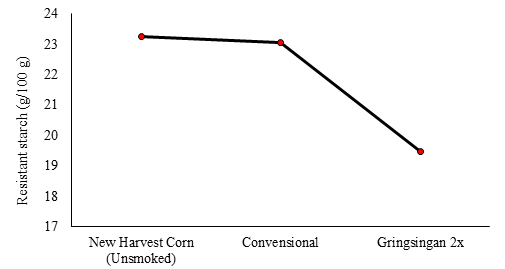 Resistant starch (g/100 g)
24
23
22
21
20
19
18
17
New Harvest Corn
(Unsmoked)
Convensional
Gringsingan 2x